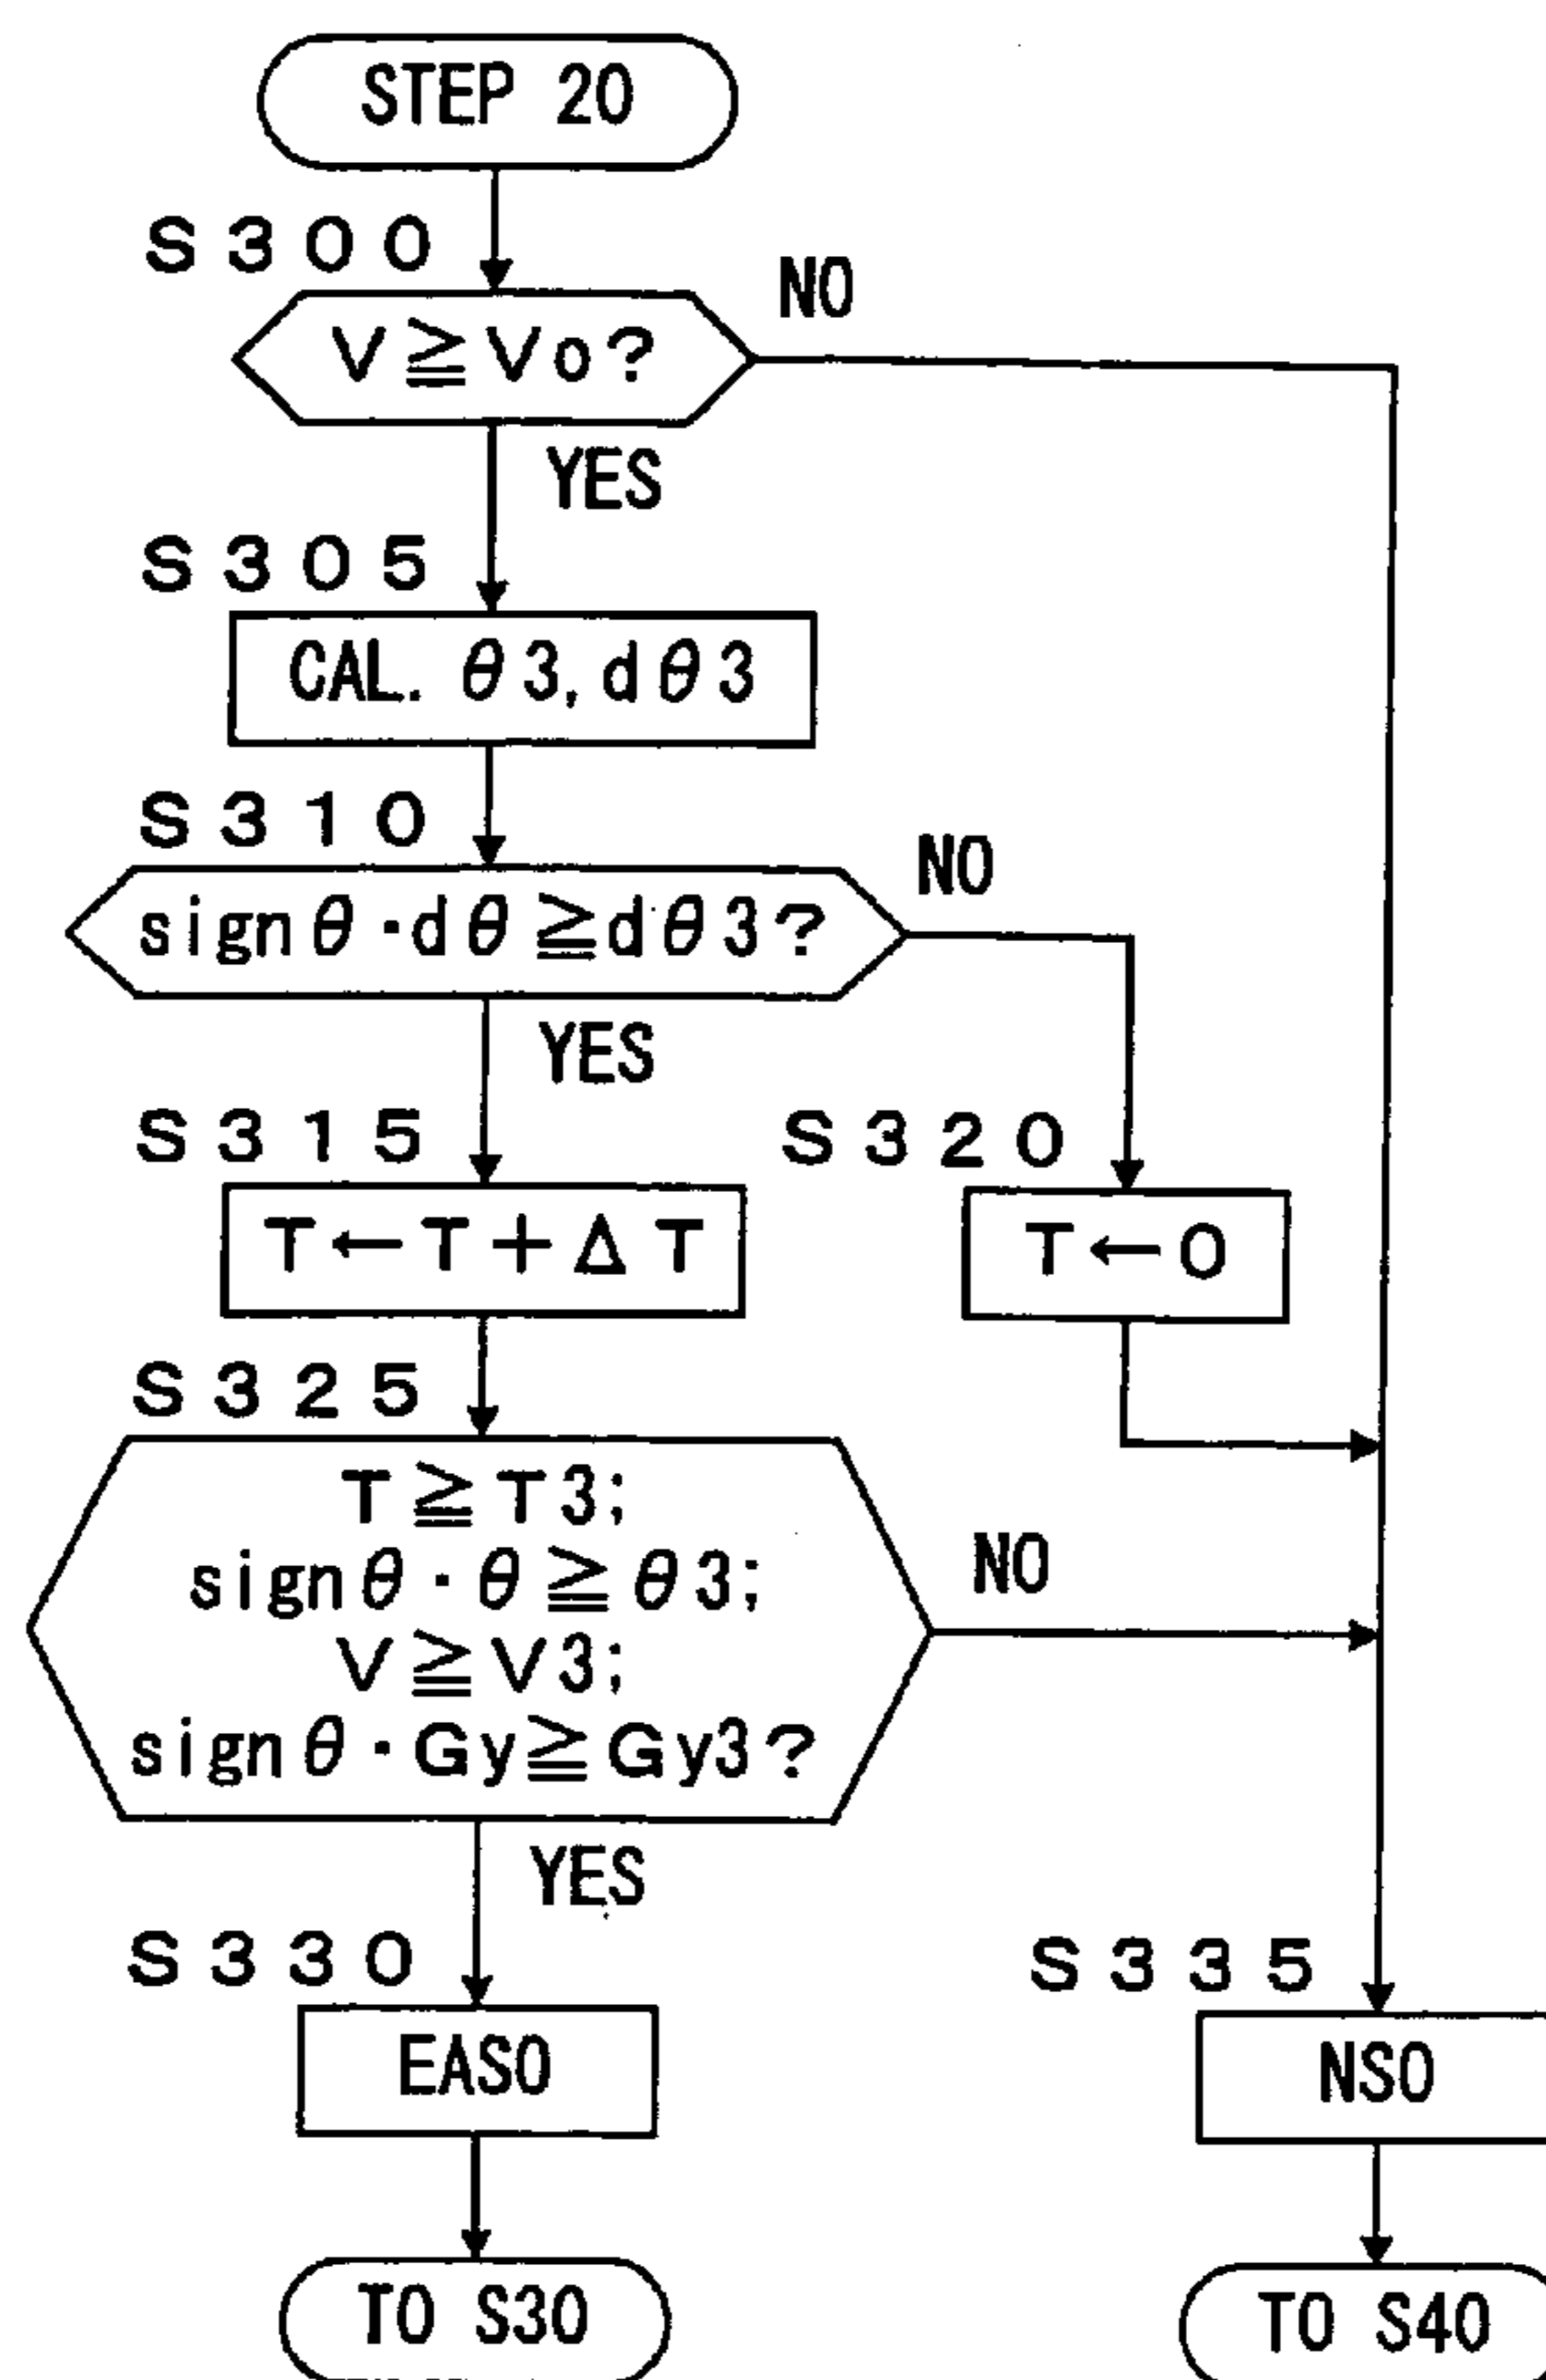 STEP 20
S300
V≧Vo?
NO
YES
S305
CAL. θ3, dθ3
S310
signθ·dθ≧dθ3?
NO
YES
S315
T←T+ΔT
S320
T←0
S325
T≧T3;
signθ·θ≧θ3;
V≧V3;
signθ·Gy≧Gy3?
NO
YES
S330
EASO
S335
NSO
TO S30
TO S40